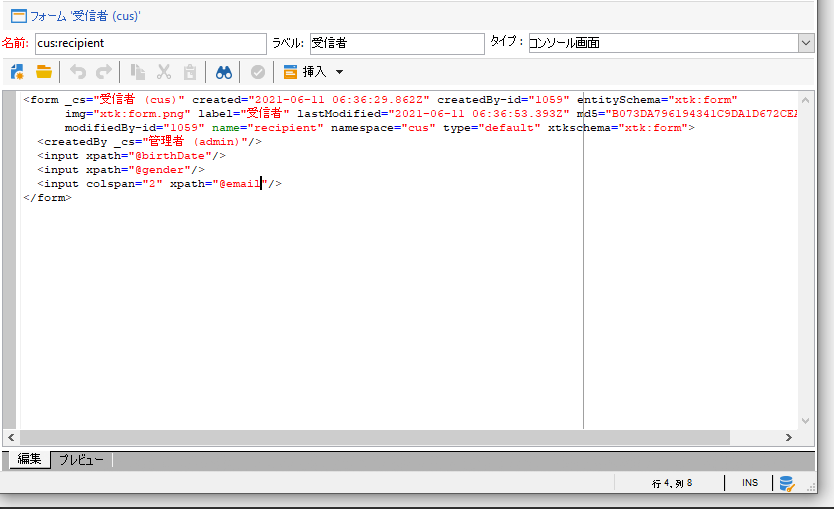 フォーム '受信者 (cus)'
名前: cus:recipient ラベル: 受信者 タイプ: コンソール画面
挿入
<form _cs="受信者 (cus)" created="2021-06-11 06:36:29.862Z" createdBy-id="1059" entitySchema="xtk:form"
img="xtk:form.png" label="受信者" lastModified="2021-06-11 06:36:53.393Z" md5="B073DA796194341C9DA1D672CEA
modifiedBy-id="1059" name="recipient" namespace="cus" type="default" xtkschema="xtk:form">
<createdBy _cs="管理者 (admin)"/>
<input xpath="@birthDate"/>
<input xpath="@gender"/>
<input colspan="2" xpath="@email"/>
</form>
編集 プレビュー
行 4、列 8 INS